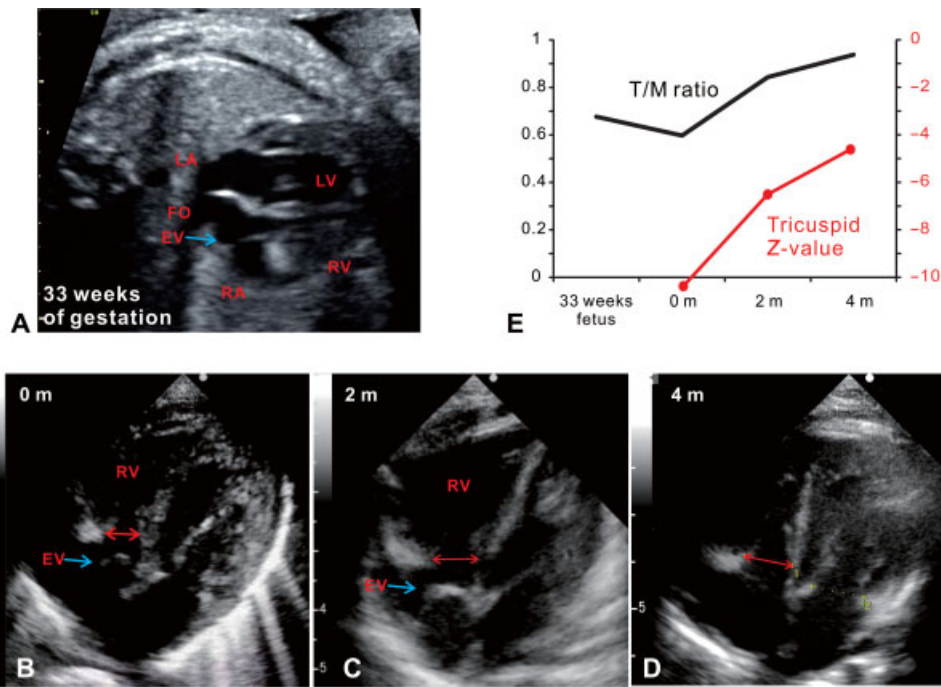 LA
LV
FO
EV
RV
RA
33 weeks
of gestation
A
E
1
0.8
0.6
0.4
0.2
0
0
−2
−4
−6
−8
−10
T/M ratio
Tricuspid
Z-value
33 weeks
fetus
0 m
2 m
4 m
0 m
RV
EV
B
2 m
RV
EV
4
5
C
4 m
5
D